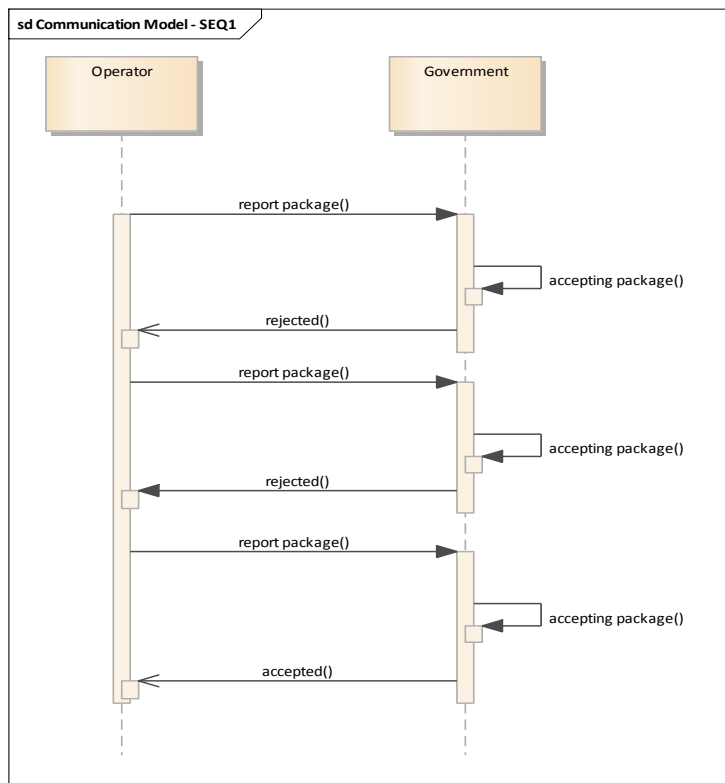 sd Communication Model - SEQ1
Operator
Government
report package()
accepting package()
rejected()
report package()
accepting package()
rejected()
report package()
accepting package()
accepted()